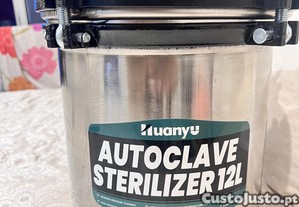 Huanyu
AUTOCLAVE
STERILIZER 12L
CustoJusto.pt